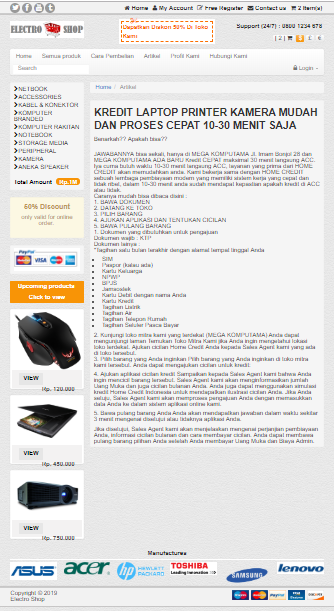 Home My Account Free Register Contact us 2 Item(s)
ELECTRO SHOP
Dapatkan Diskon 50% Di Toko Kami
Support (24/7) : 0800 1234 678
Home Semua produk Cara Pembelian Artikel Profil Kami Hubungi Kami
Search
Login
NETBOOK
ACCESSORIES
KABEL & KONEKTOR
KOMPUTER BRANDED
KOMPUTER RAKITAN
NOTEBOOK
STORAGE MEDIA
PERIPHERAL
KAMERA
ANEKA SPEAKER
Total Amount
50% Discount
only valid for online order.
PayPal
Upcoming products
Click to view
VIEW
Rp. 120.000
VIEW
Rp. 450.000
VIEW
Rp. 750.000
Home / Artikel
KREDIT LAPTOP PRINTER KAMERA MUDAH
DAN PROSES CEPAT 10-30 MENIT SAJA
Benarkah?? Apakah bisa??
JAWABANNYA bisa sekali, hanya di MEGA KOMPUTAMA Jl. Imam Bonjol 28 dan
MEGA KOMPUTAMA ADA BARU Kredit CEPAT maksimal 30 menit langsung ACC.
Iya cuma butuh waktu 10-30 menit langsung ACC, layanan yang prima dari HOME
CREDIT akan memudahkan anda. Kami bekerja sama dengan HOME CREDIT
sebuah lembaga pembiayaan modern yang memiliki sistem kerja yang cepat dan
tidak ribet, dalam 10-30 menit anda sudah mendapat kepastian apakah kredit di ACC
atau tidak.
Caranya mudah bisa dibaca disini :
1. BAWA DOKUMEN
2. DATANG KE TOKO
3. PILIH BARANG
4. AJUKAN APLIKASI DAN TENTUKAN CICILAN
5. BAWA PULANG BARANG
1. Dokumen yang dibutuhkan untuk pengajuan
Dokumen wajib : KTP
Dokumen lainya :
*Tagihan satu bulan terakhir dengan alamat tempat tinggal Anda
SIM
Paspor (kalau ada)
Kartu Keluarga
NPWP
BPJS
Jamsostek
Kartu Debit dengan nama Anda
Kartu Kredit
Tagihan Listrik
Tagihan Air
Tagihan Telepon Rumah
Tagihan Seluler Pasca Bayar
2. Kunjungi toko mitra kami yang terdekat (MEGA KOMPUTAMA) Anda dapat
mengunjungi laman Temukan Toko Mitra Kami jika Anda ingin mengetahui lokasi
toko terdekat. Ajukan cicilan Home Credit Anda kepada Sales Agent kami yang ada
di toko tersebut.
3. Pilih barang yang Anda inginkan Pilih barang yang Anda inginkan di toko mitra
kami tersebut. Anda dapat mengajukan cicilan untuk kredit.
4. Ajukan aplikasi cicilan kredit Sampaikan kepada Sales Agent kami bahwa Anda
ingin mencicil barang tersebut. Sales Agent kami akan menginformasikan jumlah
Uang Muka dan juga cicilan bulanan Anda. Anda juga dapat menggunakan simulasi
kredit Home Credit Indonesia untuk mendapatkan ilustrasi cicilan Anda. Jika Anda
setuju, Sales Agent kami akan memproses pengajuan Anda dengan memasukkan
data Anda ke dalam sistem aplikasi online kami.
5. Bawa pulang barang Anda Anda akan mendapatkan jawaban dalam waktu sekitar
3 menit mengenai disetujui atau tidaknya aplikasi Anda.
Jika disetujui, Sales Agent kami akan menjelaskan mengenai perjanjian pembiayaan
Anda, informasi cicilan bulanan dan cara membayar cicilan. Anda dapat membawa
pulang barang pilihan Anda setelah Anda membayar Uang Muka dan Biaya Admin.
Manufactures
ASUS acer hp HEWLETT PACKARD TOSHIBA Leading Innovation SAMSUNG lenovo
Copyright © 2019
Electro Shop
PayPal